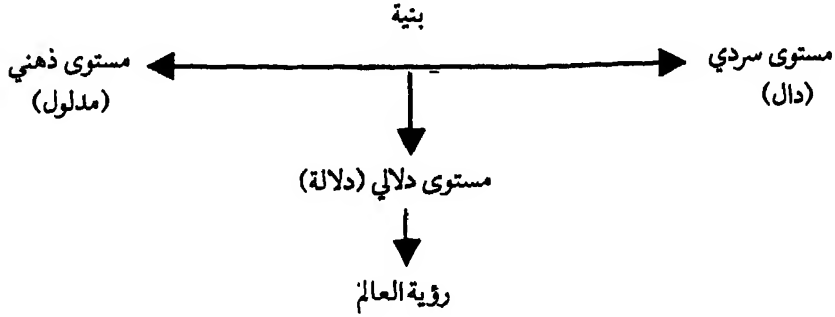 بنية
مستوى سردي
(دال)
مستوى ذهني
(مدلول)
مستوى دلالي (دلالة)
رؤية العالم